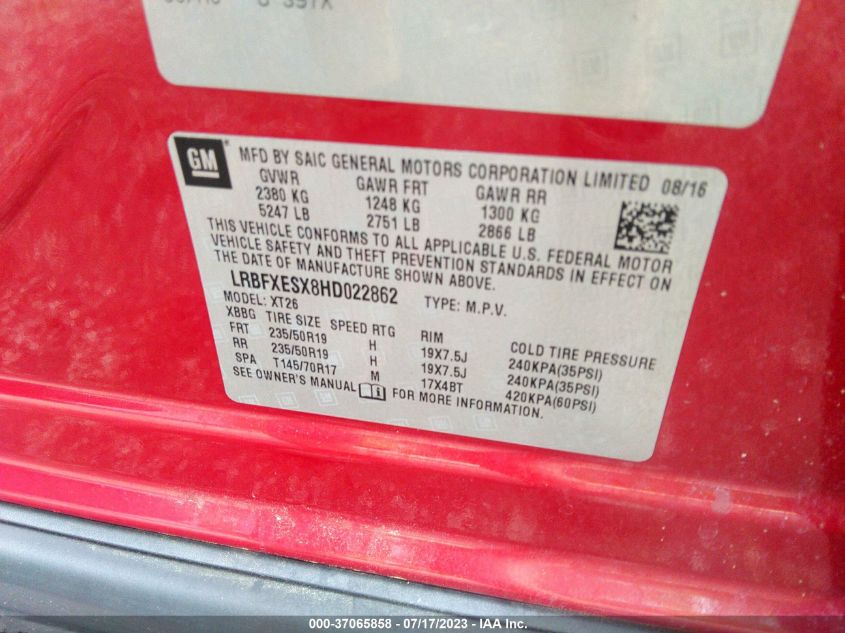 GM
MFD BY SAIC GENERAL MOTORS CORPORATION LIMITED 08/16
GVWR GAWR FRT GAWR RR
2380 KG 1248 KG 1300 KG
5247 LB 2751 LB 2866 LB
THIS VEHICLE CONFORMS TO ALL APPLICABLE U.S. FEDERAL MOTOR
VEHICLE SAFETY AND THEFT PREVENTION STANDARDS IN EFFECT ON
THE DATE OF MANUFACTURE SHOWN ABOVE.
LRBFXESX8HD022862 TYPE: M.P.V.
MODEL: XT26
XBBG TIRE SIZE SPEED RTG RIM COLD TIRE PRESSURE
FRT 235/50R19 H 19X7.5J 240KPA(35PSI)
RR 235/50R19 H 19X7.5J 240KPA(35PSI)
SPA T145/70R17 M 17X4BT 420KPA(60PSI)
SEE OWNER'S MANUAL FOR MORE INFORMATION.
000-37065858 / 07/17/2023 / IAA Inc.